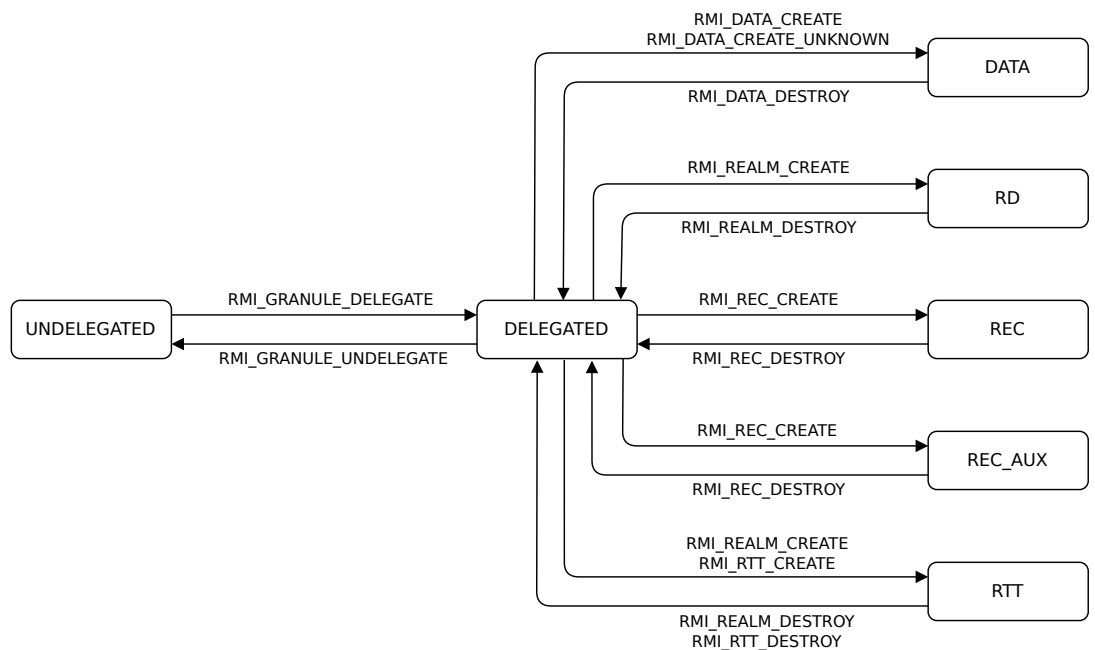 RMI_DATA_CREATE
RMI_DATA_CREATE_UNKNOWN
DATA
RMI_DATA_DESTROY
RMI_REALM_CREATE
RD
RMI_REALM_DESTROY
RMI_GRANULE_DELEGATE
RMI_REC_CREATE
UNDELEGATED
DELEGATED
REC
RMI_GRANULE_UNDELEGATE
RMI_REC_DESTROY
RMI_REC_CREATE
REC_AUX
RMI_REC_DESTROY
RMI_REALM_CREATE
RMI_RTT_CREATE
RTT
RMI_REALM_DESTROY
RMI_RTT_DESTROY